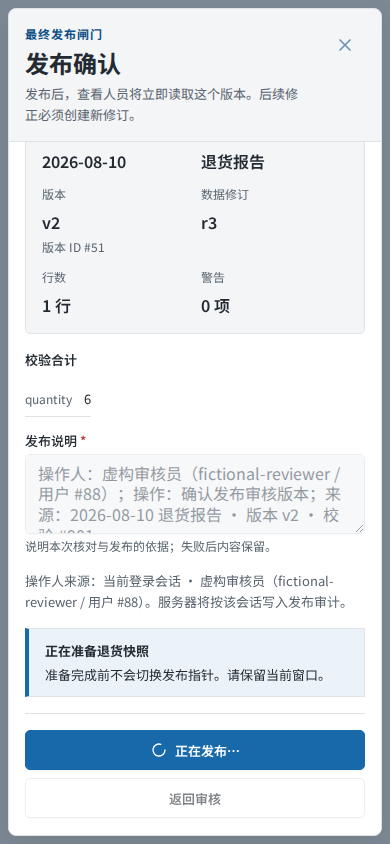 最终发布闸门
发布确认
发布后，查看人员将立即读取这个版本。后续修
正必须创建新修订。
2026-08-10
退货报告
版本
数据修订
v2
r3
版本 ID #51
行数
警告
1 行
0 项
校验合计
quantity 6
发布说明 *
操作人：虚构审核员（fictional-reviewer /
用户 #88）；操作：确认发布审核版本；来
源：2026-08-10 退货报告 · 版本 v2 · 校
说明本次核对与发布的依据；失败后内容保留。
操作人来源：当前登录会话 · 虚构审核员（fictional-
reviewer / 用户 #88）。服务器将按该会话写入发布审计。
正在准备退货快照
准备完成前不会切换发布指针。请保留当前窗口。
正在发布…
返回审核